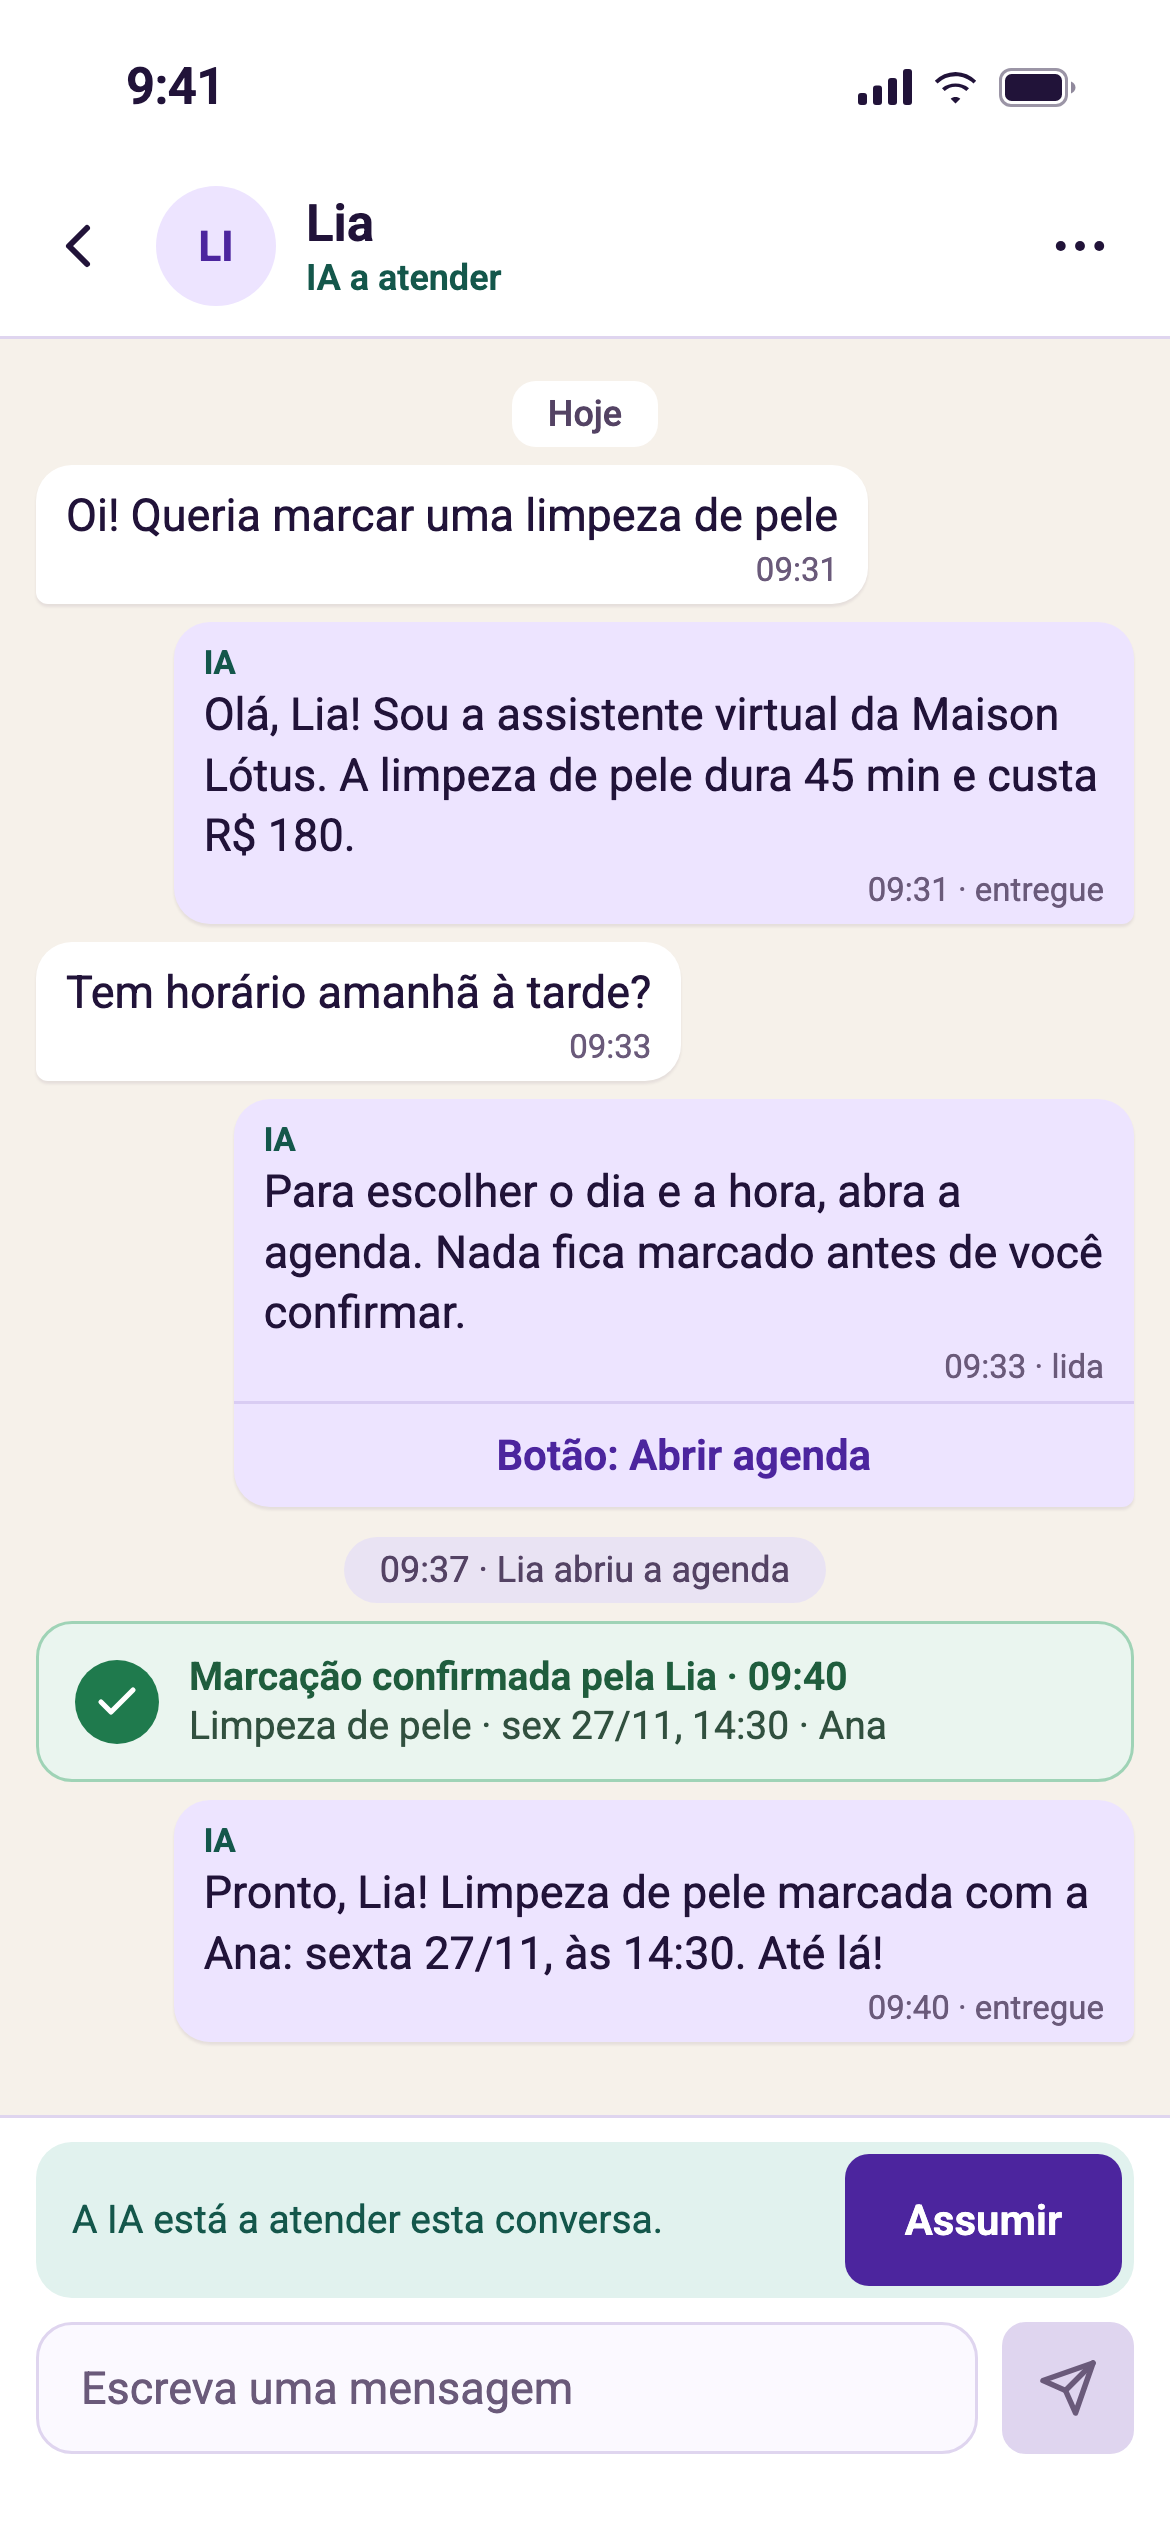 9:41
LI
Lia
IA a atender
Hoje
Oi! Queria marcar uma limpeza de pele
09:31
IA
Olá, Lia! Sou a assistente virtual da Maison
Lótus. A limpeza de pele dura 45 min e custa
R$ 180.
09:31 · entregue
Tem horário amanhã à tarde?
09:33
IA
Para escolher o dia e a hora, abra a
agenda. Nada fica marcado antes de você
confirmar.
09:33 · lida
Botão: Abrir agenda
09:37 · Lia abriu a agenda
Marcação confirmada pela Lia · 09:40
Limpeza de pele · sex 27/11, 14:30 · Ana
IA
Pronto, Lia! Limpeza de pele marcada com a
Ana: sexta 27/11, às 14:30. Até lá!
09:40 · entregue
A IA está a atender esta conversa.
Assumir
Escreva uma mensagem